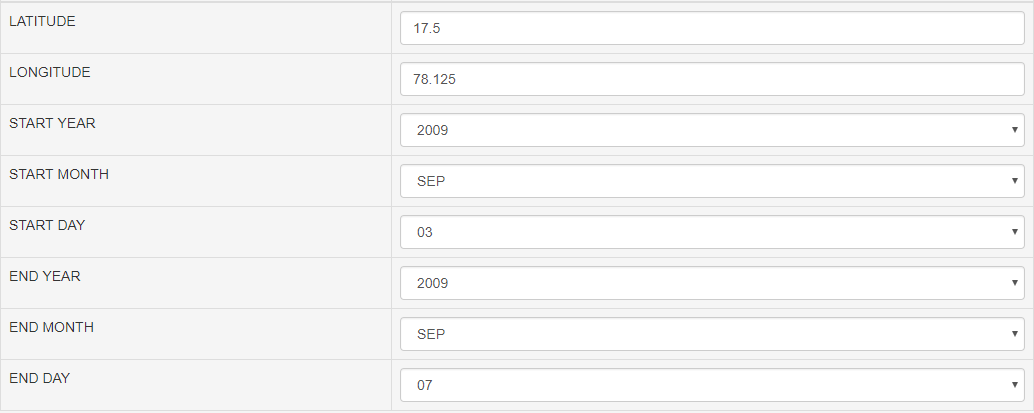 LATITUDE 17.5
LONGITUDE 78.125
START YEAR 2009
START MONTH SEP
START DAY 03
END YEAR 2009
END MONTH SEP
END DAY 07